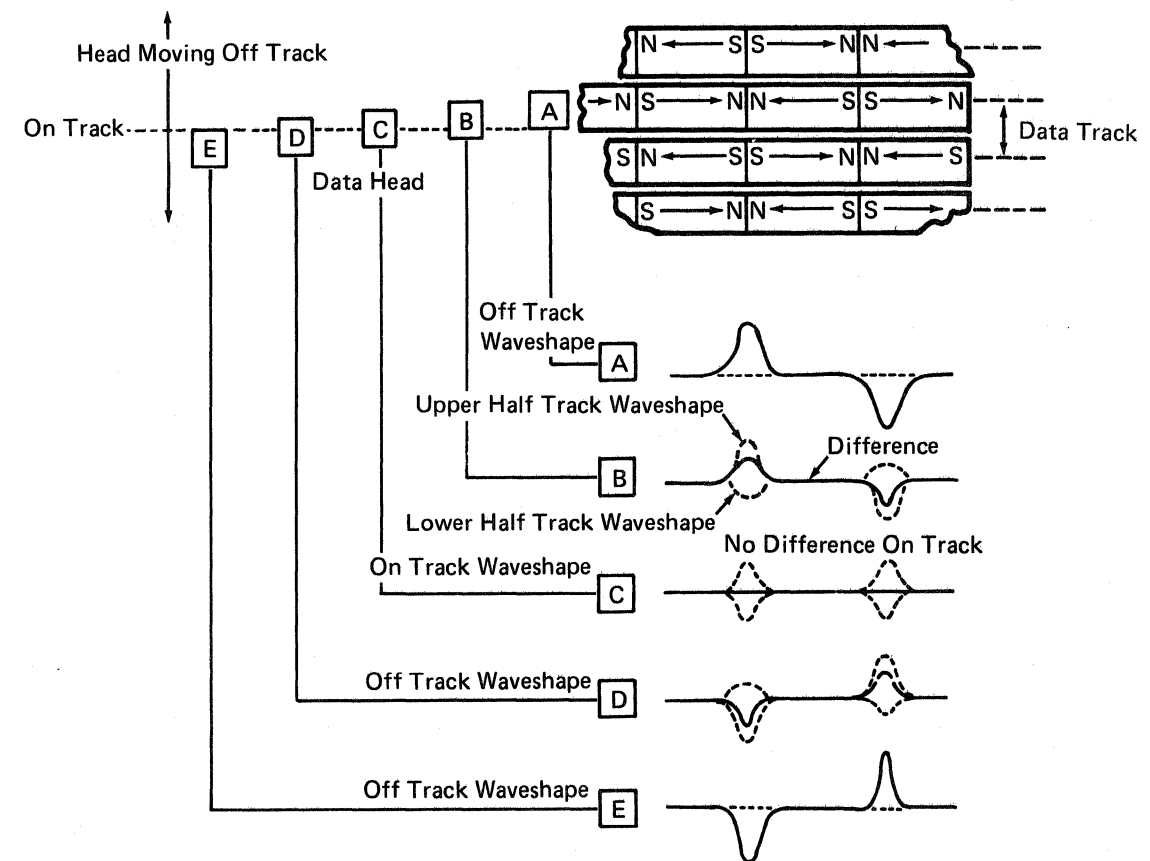 Head Moving Off Track
On Track
E
D
C
B
A
Data Head
N S S N N
N S N N S S N
S N S S N N S
S N N S S
Data Track
Off Track
Waveshape
A
Upper Half Track Waveshape
Difference
B
Lower Half Track Waveshape
No Difference On Track
On Track Waveshape
C
Off Track Waveshape
D
Off Track Waveshape
E